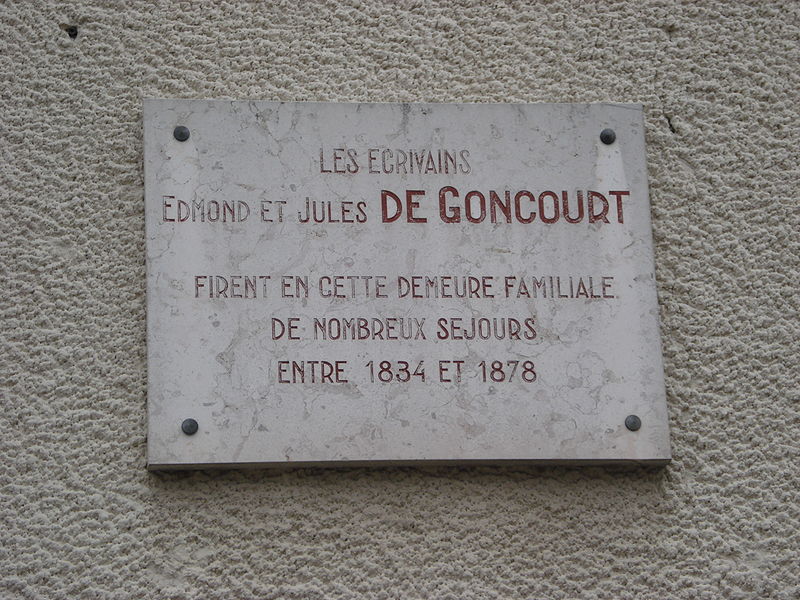 LES ECRIVAINS
EDMOND ET JULES DE GONCOURT
FIRENT EN CETTE DEMEURE FAMILIALE
DE NOMBREUX SEJOURS
ENTRE 1834 ET 1878